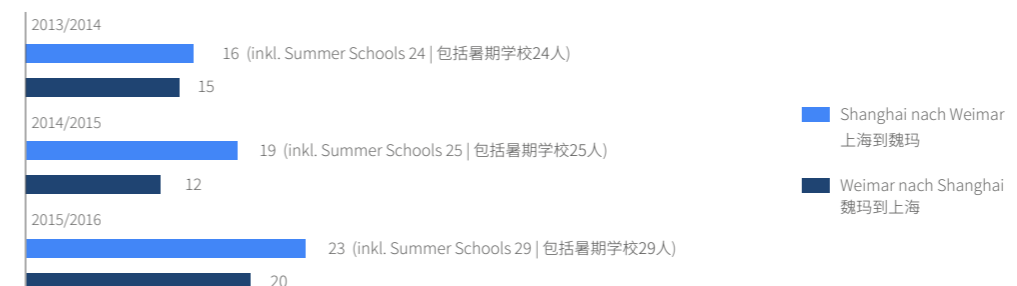 2013/2014
16 (inkl. Summer Schools 24 | 包括暑期学校24人)
15
2014/2015
19 (inkl. Summer Schools 25 | 包括暑期学校25人)
12
2015/2016
23 (inkl. Summer Schools 29 | 包括暑期学校29人)
20
Shanghai nach Weimar
上海到魏玛
Weimar nach Shanghai
魏玛到上海